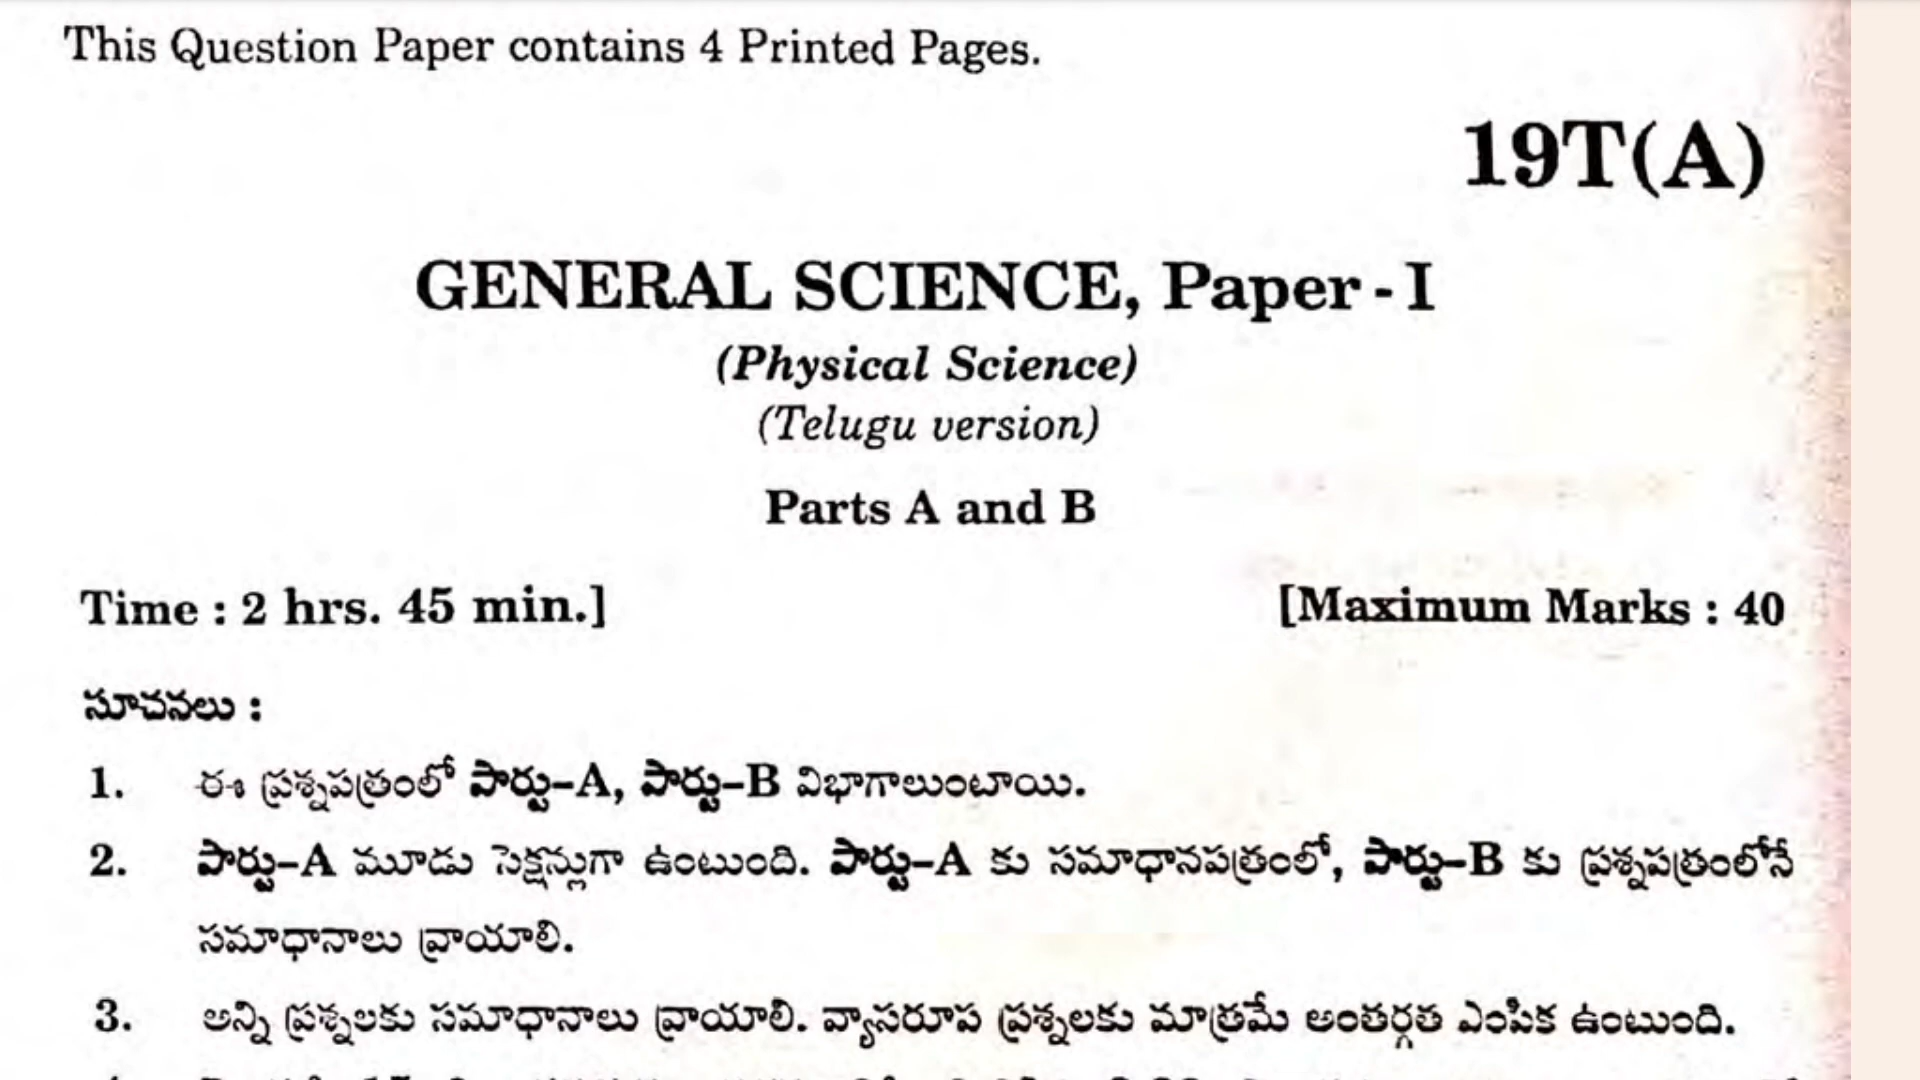 This Question Paper contains 4 Printed Pages.
19T(A)
GENERAL SCIENCE, Paper - I
(Physical Science)
(Telugu version)
Parts A and B
Time : 2 hrs. 45 min.] [Maximum Marks : 40
సూచనలు :
1. ఈ ప్రశ్నపత్రంలో పార్టు–A, పార్టు–B విభాగాలుంటాయి.
2. పార్టు–A మూడు సెక్షన్లుగా ఉంటుంది. పార్టు–A కు సమాధానపత్రంలో, పార్టు–B కు ప్రశ్నపత్రంలోనే
సమాధానాలు వ్రాయాలి.
3. అన్ని ప్రశ్నలకు సమాధానాలు వ్రాయాలి. వ్యాసరూప ప్రశ్నలకు మాత్రమే అంతర్గత ఎంపిక ఉంటుంది.